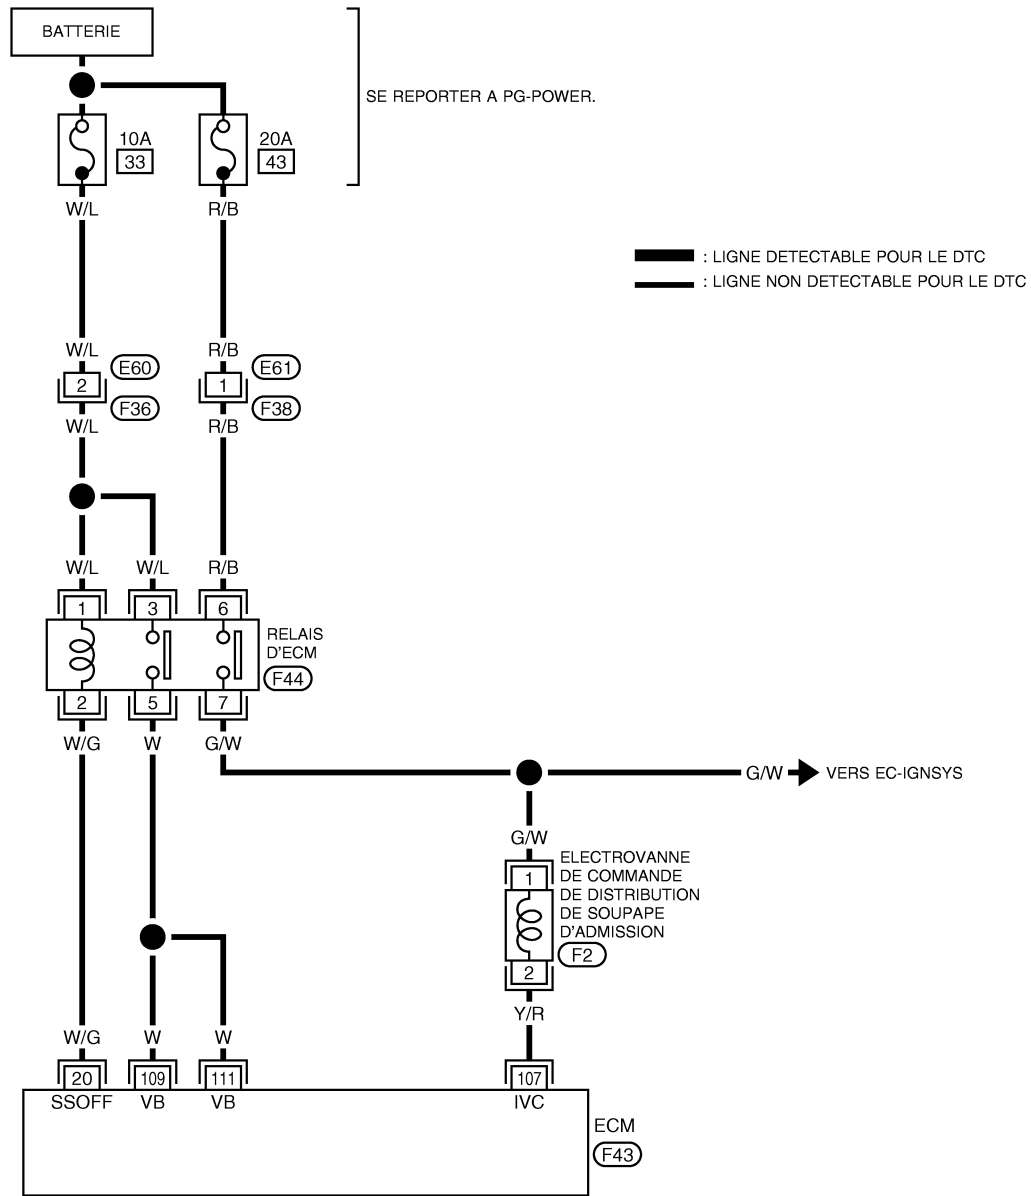 BATTERIE
SE REPORTER A PG-POWER.
10A
33
20A
43
W/L
R/B
: LIGNE DETECTABLE POUR LE DTC
: LIGNE NON DETECTABLE POUR LE DTC
W/L
R/B
E60
E61
2
1
F36
F38
W/L
R/B
W/L
W/L
R/B
1
3
6
RELAIS
D'ECM
F44
2
5
7
W/G
W
G/W
G/W
VERS EC-IGNSYS
G/W
1
ELECTROVANNE
DE COMMANDE
DE DISTRIBUTION
DE SOUPAPE
D'ADMISSION
F2
2
Y/R
W/G
W
W
20
109
111
107
SSOFF
VB
VB
IVC
ECM
F43